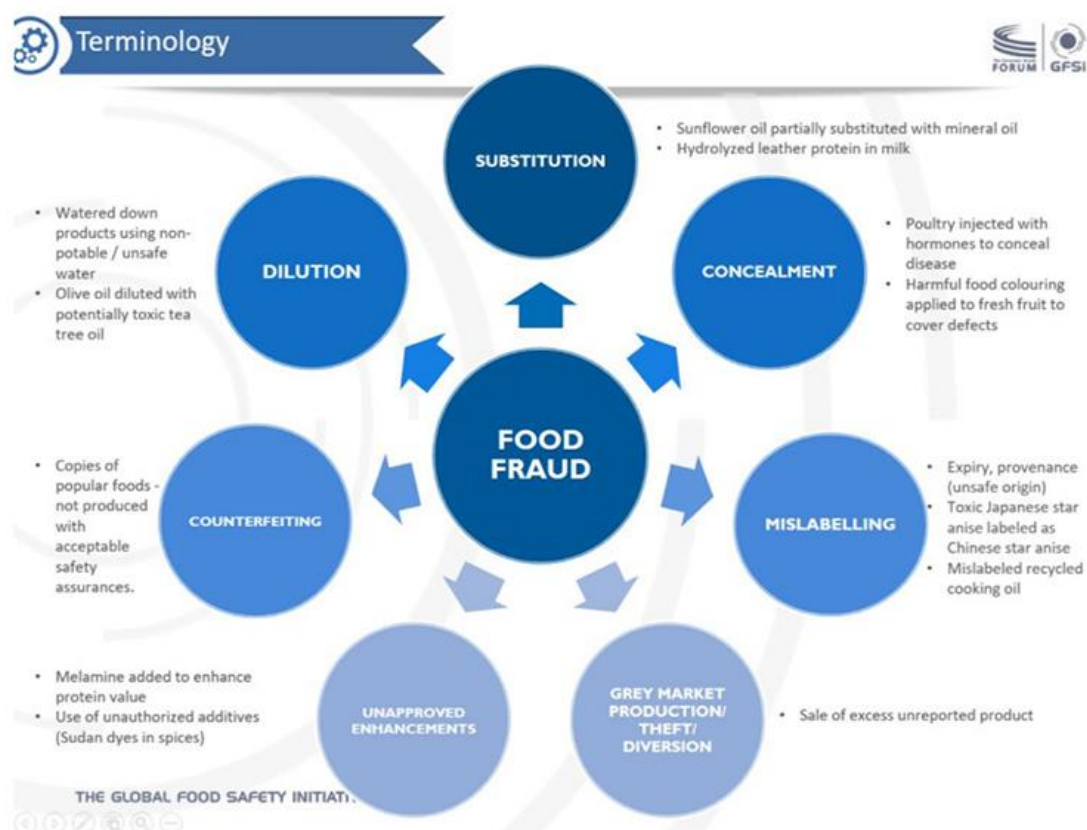 Terminology
FORUM
GFSI
SUBSTITUTION
• Sunflower oil partially substituted with mineral oil
• Hydrolyzed leather protein in milk
• Watered down
products using non-
potable / unsafe
water
• Olive oil diluted with
potentially toxic tea
tree oil
DILUTION
CONCEALMENT
• Poultry injected with
hormones to conceal
disease
• Harmful food colouring
applied to fresh fruit to
cover defects
FOOD
FRAUD
• Copies of
popular foods -
not produced
with
acceptable
safety
assurances.
COUNTERFEITING
MISLABELLING
• Expiry, provenance
(unsafe origin)
• Toxic Japanese star
anise labeled as
Chinese star anise
• Mislabeled recycled
cooking oil
• Melamine added to enhance
protein value
• Use of unauthorized additives
(Sudan dyes in spices)
UNAPPROVED
ENHANCEMENTS
GREY MARKET
PRODUCTION/
THEFT/
DIVERSION
• Sale of excess unreported product
THE GLOBAL FOOD SAFETY INITIATI